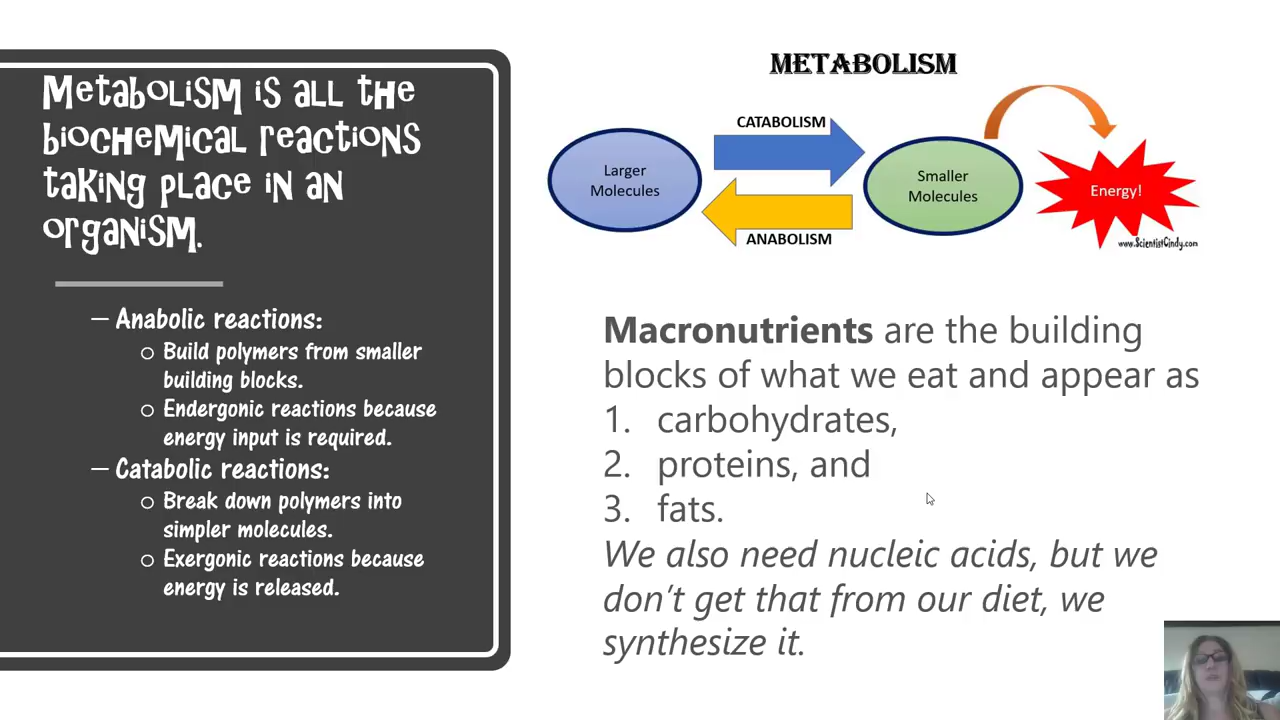 Metabolism is all the
biochemical reactions
taking place in an
organism.
– Anabolic reactions:
o Build polymers from smaller
building blocks.
o Endergonic reactions because
energy input is required.
– Catabolic reactions:
o Break down polymers into
simpler molecules.
o Exergonic reactions because
energy is released.
METABOLISM
CATABOLISM
Larger
Molecules
Smaller
Molecules
Energy!
ANABOLISM
www.ScientistCindy.com
Macronutrients are the building
blocks of what we eat and appear as
1. carbohydrates,
2. proteins, and
3. fats.
We also need nucleic acids, but we
don't get that from our diet, we
synthesize it.